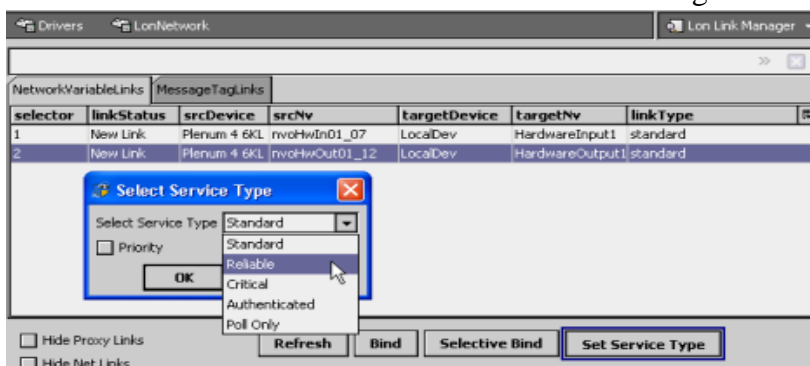 Drivers LonNetwork Lon Link Manager
»
NetworkVariableLinks MessageTagLinks
selector linkStatus srcDevice srcNv targetDevice targetNv linkType
1 New Link Plenum 4 6KL nvoHwIn01_07 LocalDev HardwareInput1 standard
2 New Link Plenum 4 6KL nvoHwOut01_12 LocalDev HardwareOutput1 standard
Select Service Type
Select Service Type Standard
Priority Standard
Reliable
OK
Critical
Authenticated
Poll Only
Hide Proxy Links Refresh Bind Selective Bind Set Service Type
Hide Net Links